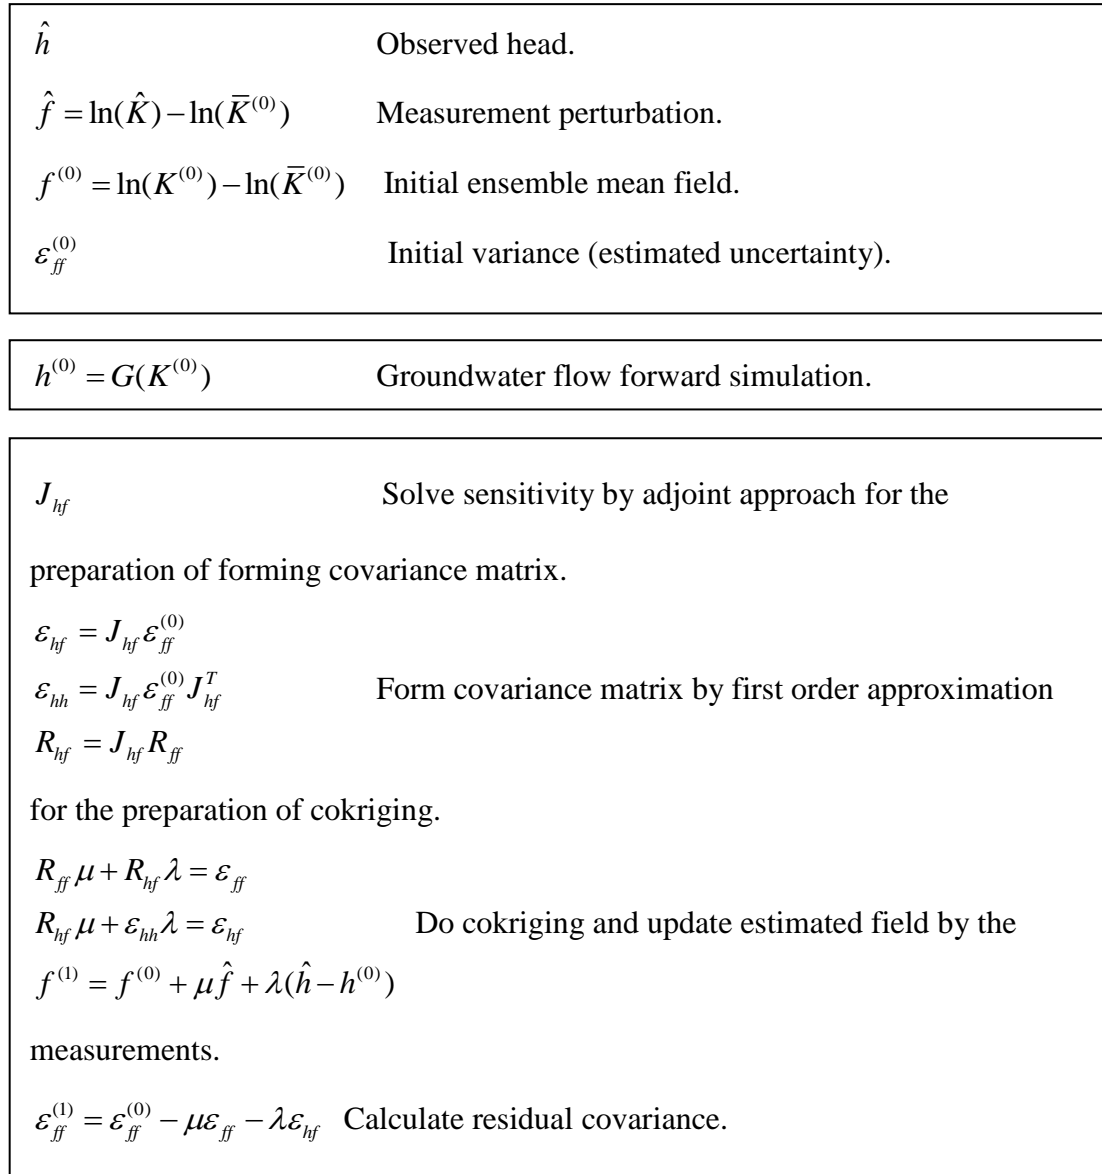 ĥ Observed head.
f̂ = ln(K̂) − ln(K̅⁽⁰⁾) Measurement perturbation.
f⁽⁰⁾ = ln(K⁽⁰⁾) − ln(K̅⁽⁰⁾) Initial ensemble mean field.
ε_ff⁽⁰⁾ Initial variance (estimated uncertainty).
h⁽⁰⁾ = G(K⁽⁰⁾) Groundwater flow forward simulation.
J_hf Solve sensitivity by adjoint approach for the
preparation of forming covariance matrix.
ε_hf = J_hf ε_ff⁽⁰⁾
ε_hh = J_hf ε_ff⁽⁰⁾ J_hf^T Form covariance matrix by first order approximation
R_hf = J_hf R_ff
for the preparation of cokriging.
R_ff μ + R_hf λ = ε_ff
R_hf μ + ε_hh λ = ε_hf Do cokriging and update estimated field by the
f⁽¹⁾ = f⁽⁰⁾ + μf̂ + λ(ĥ − h⁽⁰⁾)
measurements.
ε_ff⁽¹⁾ = ε_ff⁽⁰⁾ − με_ff − λε_hf Calculate residual covariance.